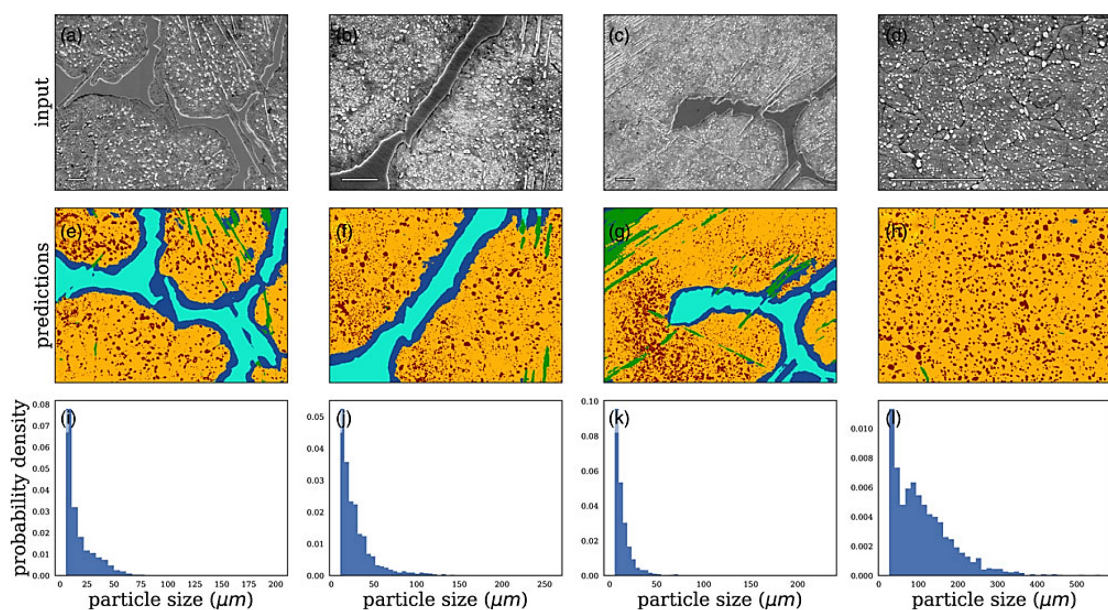 (a) (b) (c) (d)
input
(e) (f) (g) (h)
predictions
(i) (j) (k) (l)
probability density
0.08 0.07 0.06 0.05 0.04 0.03 0.02 0.01 0.00
0.05 0.04 0.03 0.02 0.01 0.00
0.10 0.08 0.06 0.04 0.02 0.00
0.010 0.008 0.006 0.004 0.002 0.000
0 25 50 75 100 125 150 175 200
0 50 100 150 200 250
0 50 100 150 200
0 100 200 300 400 500
particle size (μm) particle size (μm) particle size (μm) particle size (μm)